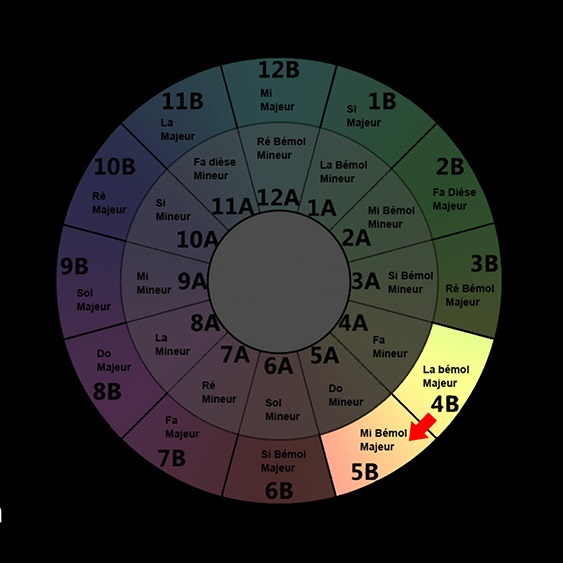 12B
Mi
Majeur
1B
Si
Majeur
2B
Fa Dièse
Majeur
3B
Ré Bémol
Majeur
La bémol
Majeur
4B
Mi Bémol
Majeur
5B
Si Bémol
Majeur
6B
Fa
Majeur
7B
Do
Majeur
8B
9B
Sol
Majeur
10B
Ré
Majeur
11B
La
Majeur
Ré Bémol
Mineur
12A
La Bémol
Mineur
1A
Mi Bémol
Mineur
2A
3A
Si Bémol
Mineur
4A
Fa
Mineur
5A
Do
Mineur
6A
Sol
Mineur
7A
Ré
Mineur
8A
La
Mineur
Mi
Mineur
9A
Si
Mineur
10A
Fa dièse
Mineur
11A